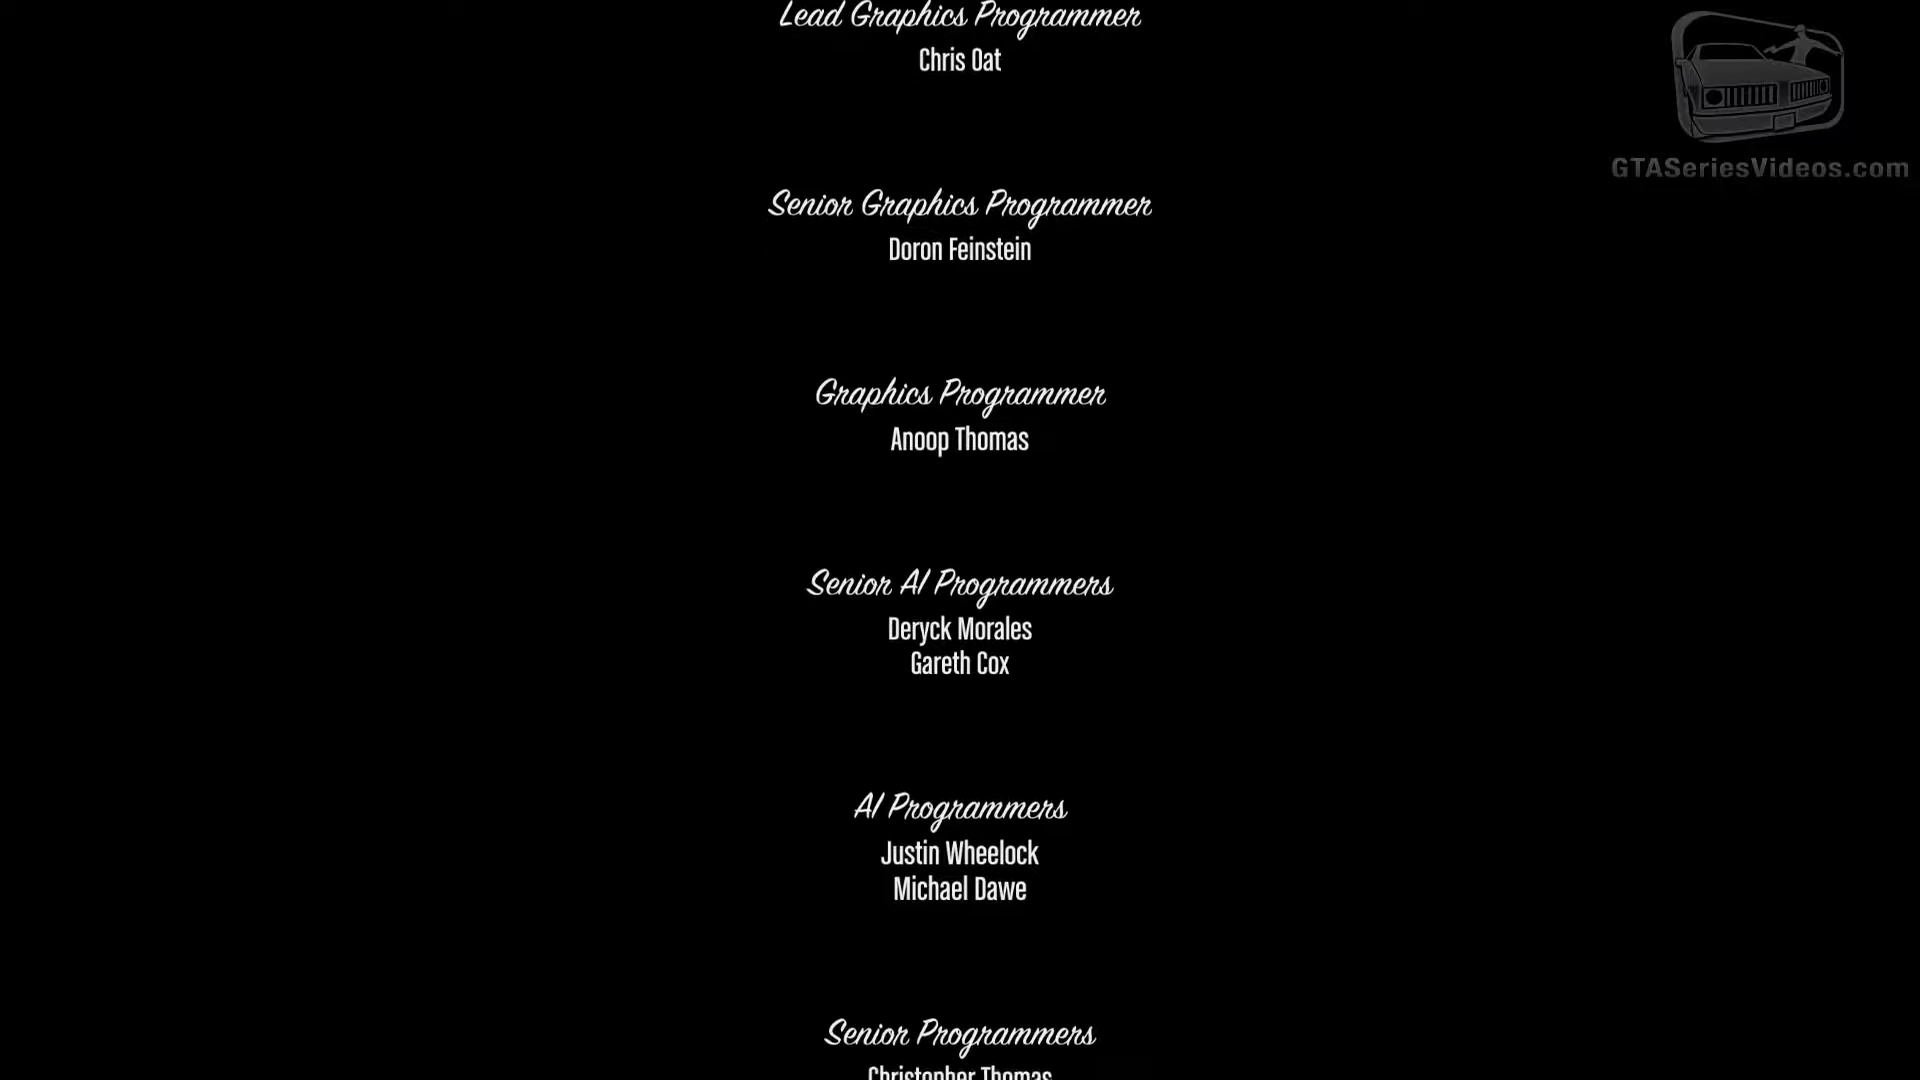 Lead Graphics Programmer
Chris Oat
GTASeriesVideos.com
Senior Graphics Programmer
Doron Feinstein
Graphics Programmer
Anoop Thomas
Senior AI Programmers
Deryck Morales
Gareth Cox
AI Programmers
Justin Wheelock
Michael Dawe
Senior Programmers
Christopher Thomas